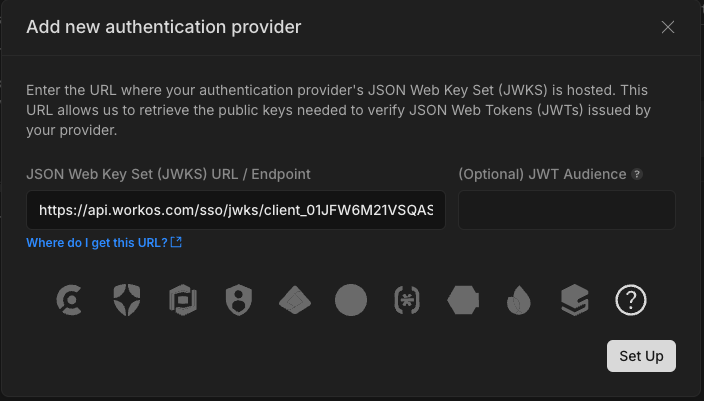 Add new authentication provider
Enter the URL where your authentication provider's JSON Web Key Set (JWKS) is hosted. This
URL allows us to retrieve the public keys needed to verify JSON Web Tokens (JWTs) issued by
your provider.
JSON Web Key Set (JWKS) URL / Endpoint
(Optional) JWT Audience ?
https://api.workos.com/sso/jwks/client_01JFW6M21VSQAS
Where do I get this URL?
?
Set Up